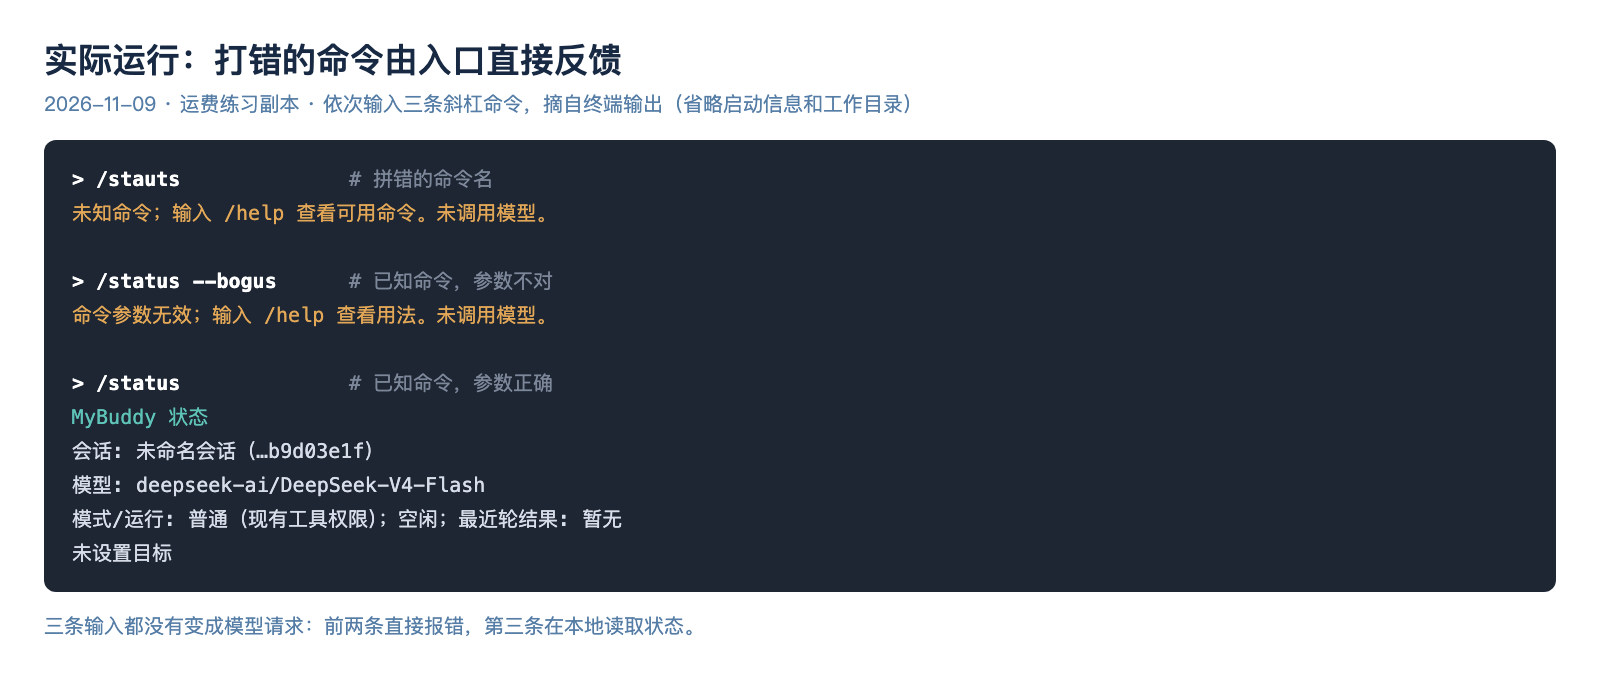 实际运行：打错的命令由入口直接反馈
2026-11-09 · 运费练习副本 · 依次输入三条斜杠命令，摘自终端输出（省略启动信息和工作目录）
> /stauts # 拼错的命令名
未知命令；输入 /help 查看可用命令。未调用模型。
> /status --bogus # 已知命令，参数不对
命令参数无效；输入 /help 查看用法。未调用模型。
> /status # 已知命令，参数正确
MyBuddy 状态
会话: 未命名会话 (…b9d03e1f)
模型: deepseek-ai/DeepSeek-V4-Flash
模式/运行: 普通（现有工具权限）；空闲；最近轮结果: 暂无
未设置目标
三条输入都没有变成模型请求：前两条直接报错，第三条在本地读取状态。